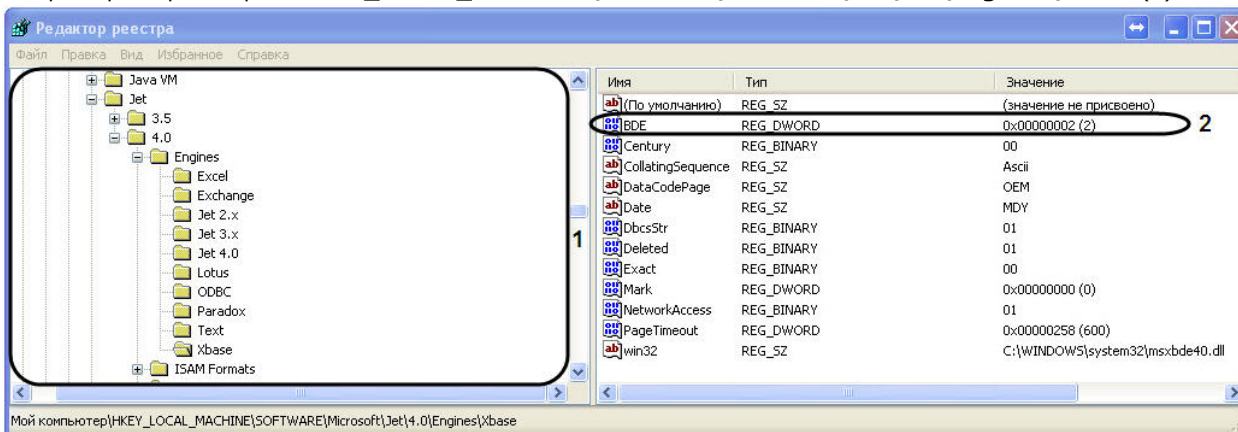 Редактор реестра
Файл Правка Вид Избранное Справка
Java VM
Jet
3.5
4.0
Engines
Excel
Exchange
Jet 2.x
Jet 3.x
Jet 4.0
Lotus
ODBC
Paradox
Text
Xbase
ISAM Formats
1
Имя Тип Значение
(По умолчанию) REG_SZ (значение не присвоено)
BDE REG_DWORD 0x00000002 (2) 2
Century REG_BINARY 00
CollatingSequence REG_SZ Ascii
DataCodePage REG_SZ OEM
Date REG_SZ MDY
DbcsStr REG_BINARY 01
Deleted REG_BINARY 01
Exact REG_BINARY 00
Mark REG_DWORD 0x00000000 (0)
NetworkAccess REG_BINARY 01
PageTimeout REG_DWORD 0x00000258 (600)
win32 REG_SZ C:\WINDOWS\system32\msxbde40.dll
Мой компьютер\HKEY_LOCAL_MACHINE\SOFTWARE\Microsoft\Jet\4.0\Engines\Xbase